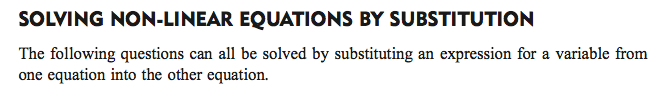 SOLVING NON-LINEAR EQUATIONS BY SUBSTITUTION
The following questions can all be solved by substituting an expression for a variable from
one equation into the other equation.